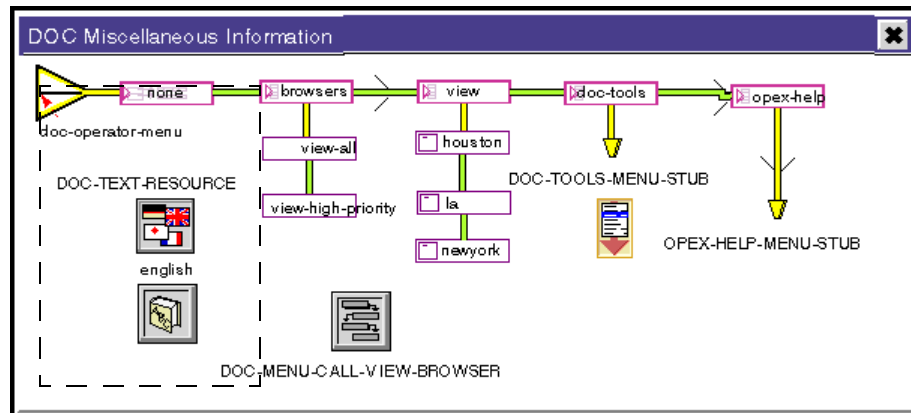 DOC Miscellaneous Information
none
browsers
view
doc-tools
opex-help
doc-operator-menu
view-all
houston
DOC-TEXT-RESOURCE
DOC-TOOLS-MENU-STUB
view-high-priority
la
OPEX-HELP-MENU-STUB
newyork
english
DOC-MENU-CALL-VIEW-BROWSER